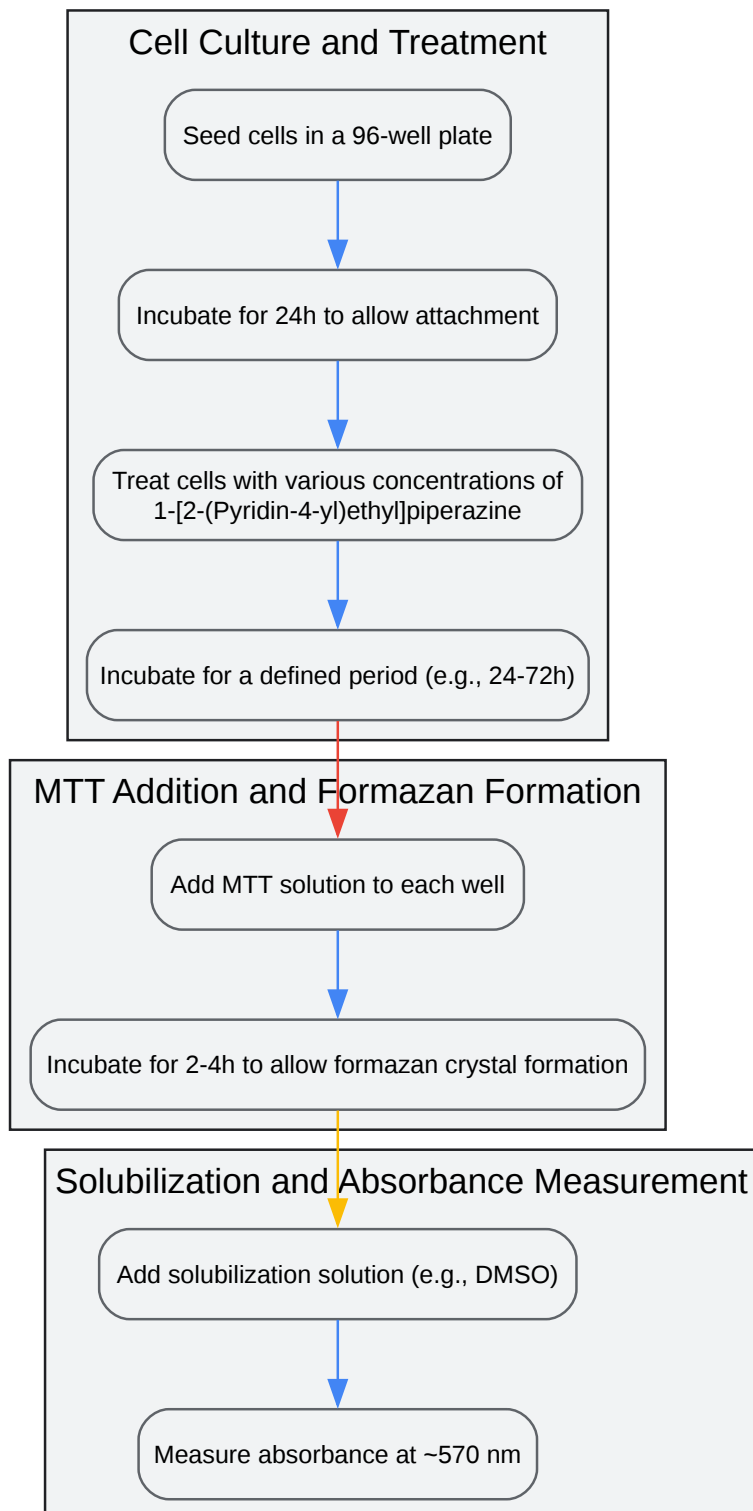 Cell Culture and Treatment
Seed cells in a 96-well plate
Incubate for 24h to allow attachment
Treat cells with various concentrations of
1-[2-(Pyridin-4-yl)ethyl]piperazine
Incubate for a defined period (e.g., 24-72h)
MTT Addition and Formazan Formation
Add MTT solution to each well
Incubate for 2-4h to allow formazan crystal formation
Solubilization and Absorbance Measurement
Add solubilization solution (e.g., DMSO)
Measure absorbance at ~570 nm